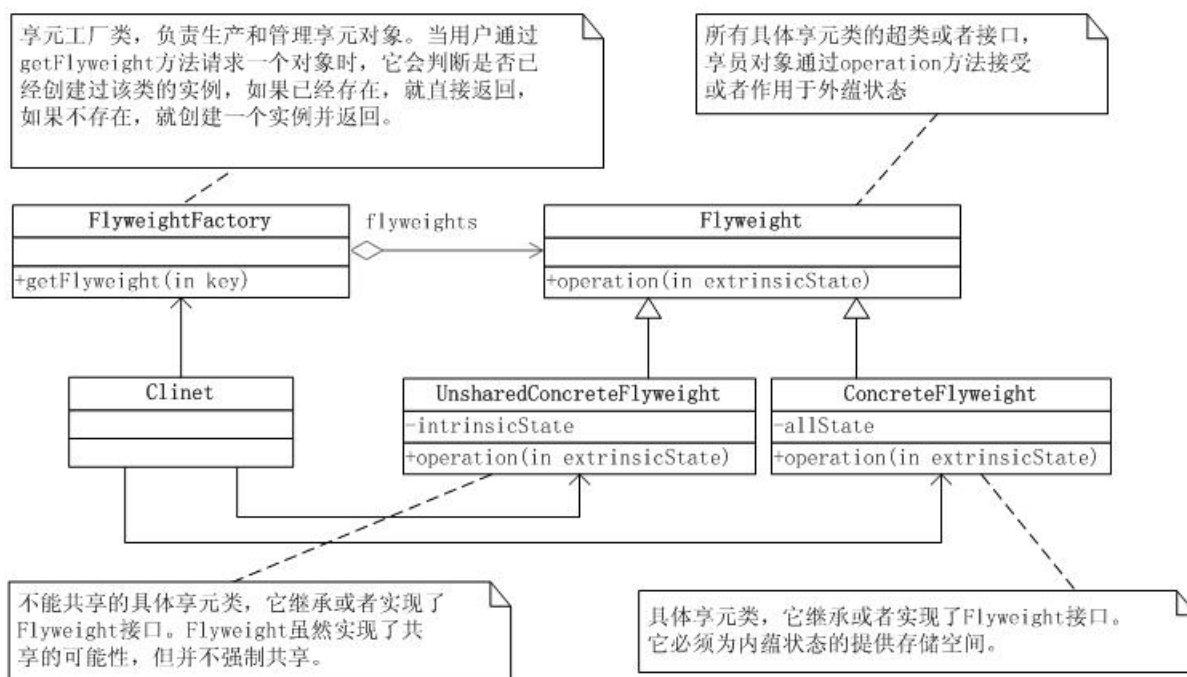 享元工厂类，负责生产和管理享元对象。当用户通过
getFlyweight方法请求一个对象时，它会判断是否已
经创建过该类的实例，如果已经存在，就直接返回，
如果不存在，就创建一个实例并返回。
所有具体享元类的超类或者接口，
享员对象通过operation方法接受
或者作用于外蕴状态
FlyweightFactory
+getFlyweight(in key)
flyweights
Flyweight
+operation(in extrinsicState)
Clinet
UnsharedConcreteFlyweight
-intrinsicState
+operation(in extrinsicState)
ConcreteFlyweight
-allState
+operation(in extrinsicState)
不能共享的具体享元类，它继承或者实现了
Flyweight接口。Flyweight虽然实现了共
享的可能性，但并不强制共享。
具体享元类，它继承或者实现了Flyweight接口。
它必须为内蕴状态的提供存储空间。